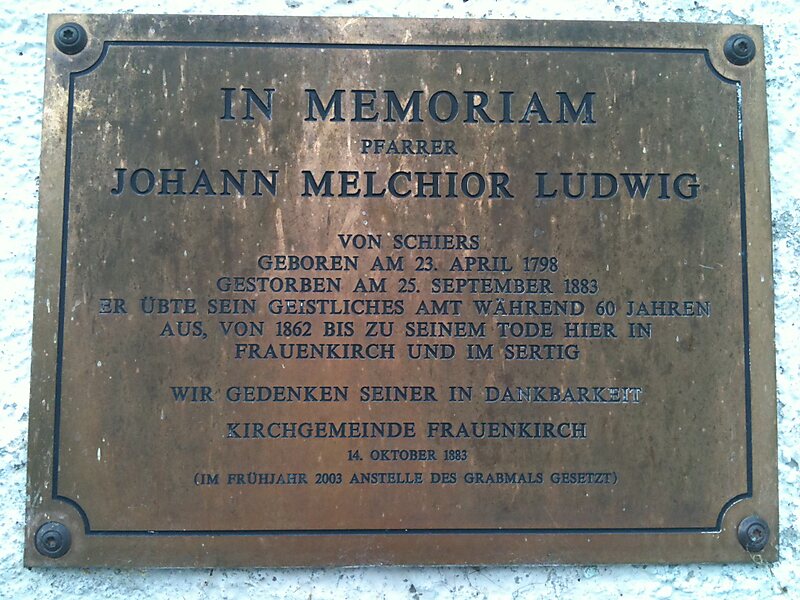 IN MEMORIAM
PFARRER
JOHANN MELCHIOR LUDWIG
VON SCHIERS
GEBOREN AM 23. APRIL 1798
GESTORBEN AM 25. SEPTEMBER 1883
ER ÜBTE SEIN GEISTLICHES AMT WÄHREND 60 JAHREN
AUS, VON 1862 BIS ZU SEINEM TODE HIER IN
FRAUENKIRCH UND IM SERTIG
WIR GEDENKEN SEINER IN DANKBARKEIT
KIRCHGEMEINDE FRAUENKIRCH
14. OKTOBER 1883
(IM FRÜHJAHR 2003 ANSTELLE DES GRABMALS GESETZT)